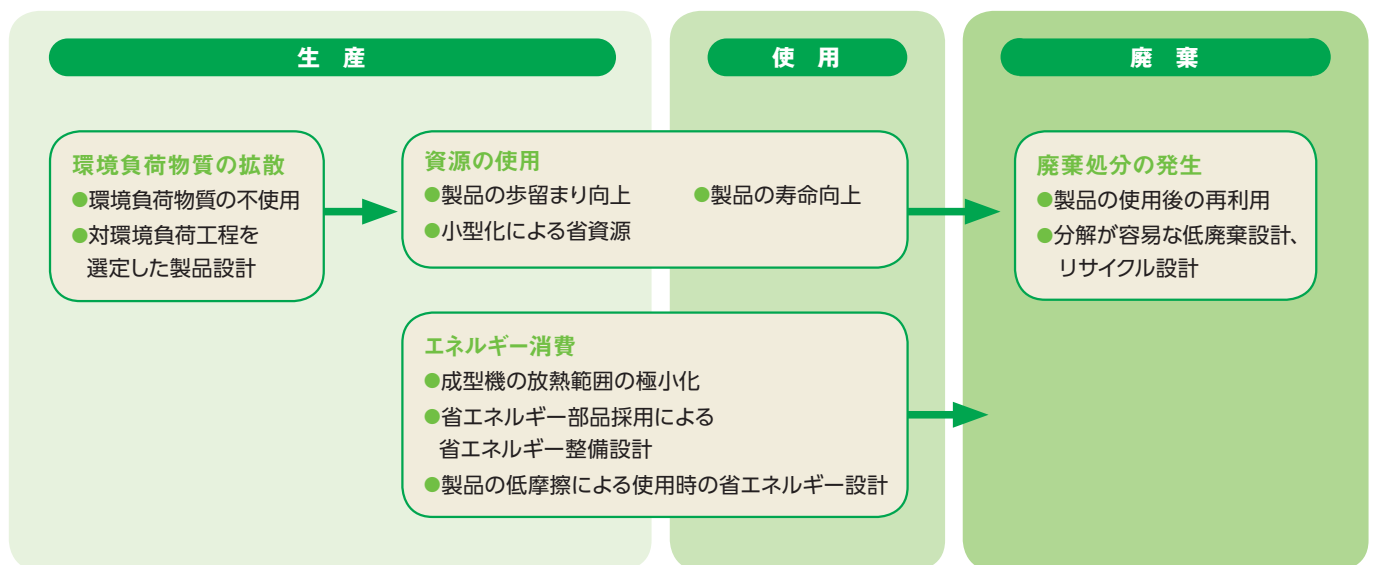 生 産
使 用
廃 棄
環境負荷物質の拡散
●環境負荷物質の不使用
●対環境負荷工程を
選定した製品設計
資源の使用
●製品の歩留まり向上 ●製品の寿命向上
●小型化による省資源
エネルギー消費
●成型機の放熱範囲の極小化
●省エネルギー部品採用による
省エネルギー整備設計
●製品の低摩擦による使用時の省エネルギー設計
廃棄処分の発生
●製品の使用後の再利用
●分解が容易な低廃棄設計、
リサイクル設計